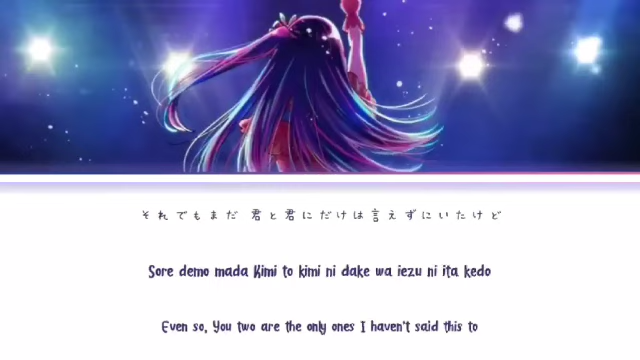 それでもまだ 君と君にだけは言えずにいたけど
Sore demo mada Kimi to kimi ni dake wa iezu ni ita kedo
Even so, You two are the only ones I haven't said this to